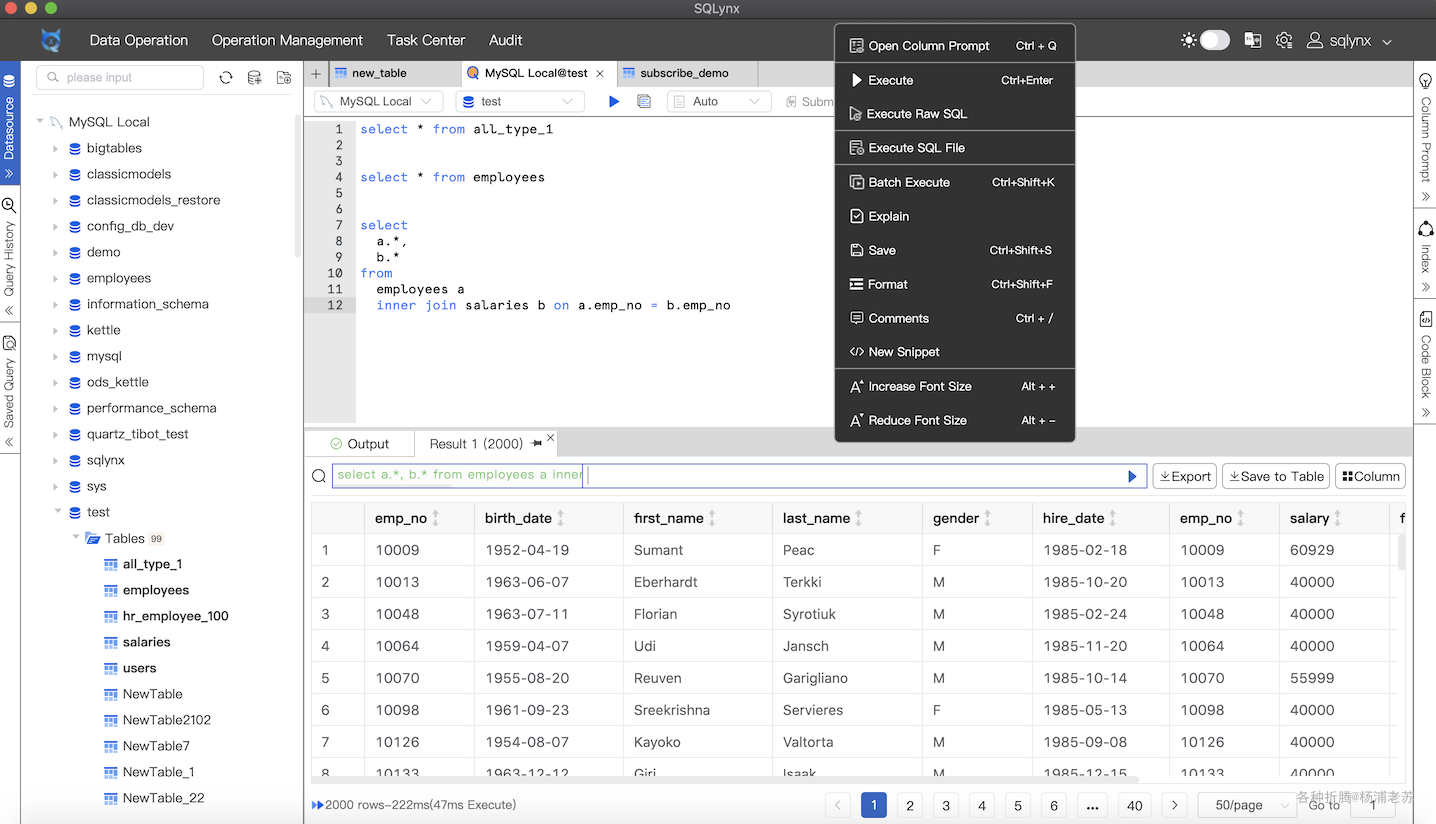 SQLynx
Data Operation Operation Management Task Center Audit sqlynx
please input
Datasource
Query History
Saved Query
MySQL Local
bigtables
classicmodels
classicmodels_restore
config_db_dev
demo
employees
information_schema
kettle
mysql
ods_kettle
performance_schema
quartz_tibot_test
sqlynx
sys
test
Tables 99
all_type_1
employees
hr_employee_100
salaries
users
NewTable
NewTable2102
NewTable7
NewTable_1
NewTable_22
new_table MySQL Local@test subscribe_demo
MySQL Local test Auto Subm
1 select * from all_type_1
2
3
4 select * from employees
5
6
7 select
8 a.*,
9 b.*
10 from
11 employees a
12 inner join salaries b on a.emp_no = b.emp_no
Open Column Prompt Ctrl + Q
Execute Ctrl+Enter
Execute Raw SQL
Execute SQL File
Batch Execute Ctrl+Shift+K
Explain
Save Ctrl+Shift+S
Format Ctrl+Shift+F
Comments Ctrl + /
New Snippet
Increase Font Size Alt + +
Reduce Font Size Alt + −
Column Prompt
Index
Code Block
Output Result 1 (2000)
select a.*, b.* from employees a inner
Export Save to Table Column
emp_no birth_date first_name last_name gender hire_date emp_no salary f
1 10009 1952-04-19 Sumant Peac F 1985-02-18 10009 60929
2 10013 1963-06-07 Eberhardt Terkki M 1985-10-20 10013 40000
3 10048 1963-07-11 Florian Syrotiuk M 1985-02-24 10048 40000
4 10064 1959-04-07 Udi Jansch M 1985-11-20 10064 40000
5 10070 1955-08-20 Reuven Garigliano M 1985-10-14 10070 55999
6 10098 1961-09-23 Sreekrishna Servieres F 1985-05-13 10098 40000
7 10126 1954-08-07 Kayoko Valtorta M 1985-09-08 10126 40000
8 10133 1963-12-12 Giri Isaak M 1985-12-15 10133 40000
2000 rows-222ms(47ms Execute)
1 2 3 4 5 6 ... 40 50/page Go to 1
各种折腾@杨浦老苏